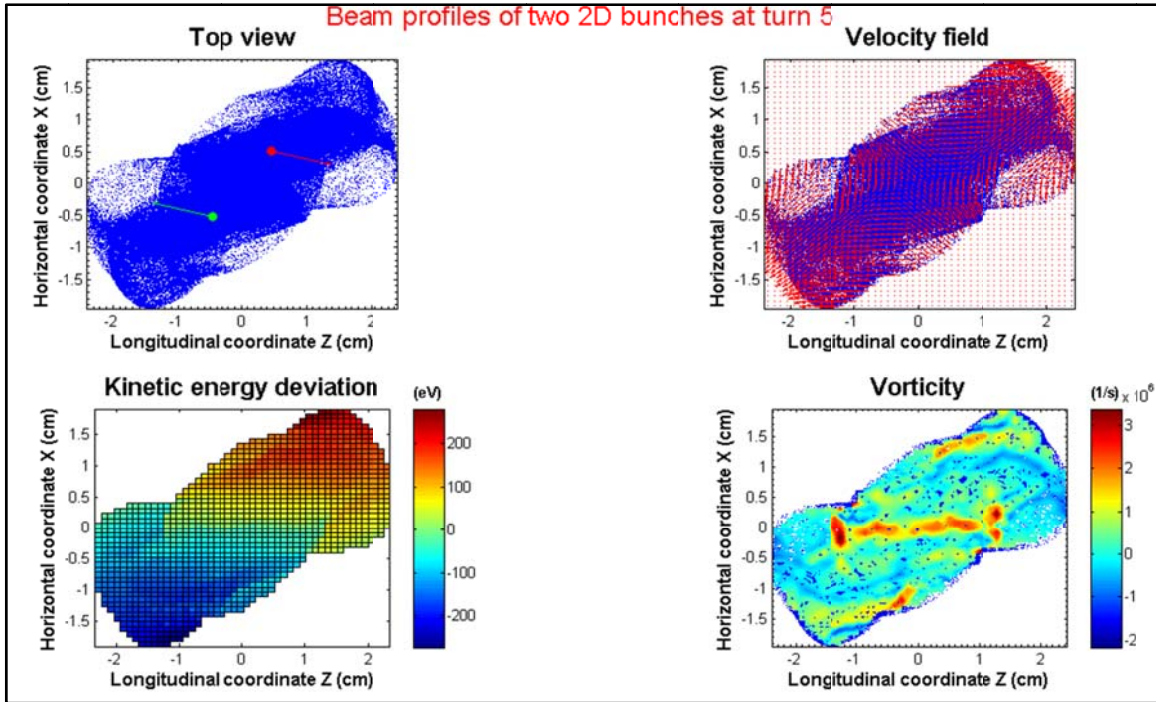 Beam profiles of two 2D bunches at turn 5
Top view
Horizontal coordinate X (cm)
1.5
1
0.5
0
-0.5
-1
-1.5
-2 -1 0 1 2
Longitudinal coordinate Z (cm)
Velocity field
Horizontal coordinate X (cm)
1.5
1
0.5
0
-0.5
-1
-1.5
-2 -1 0 1 2
Longitudinal coordinate Z (cm)
Kinetic energy deviation
(eV)
Horizontal coordinate X (cm)
1.5
1
0.5
0
-0.5
-1
-1.5
-2 -1 0 1 2
Longitudinal coordinate Z (cm)
200
100
0
-100
-200
Vorticity
(1/s) x 10^6
Horizontal coordinate X (cm)
1.5
1
0.5
0
-0.5
-1
-1.5
-2 -1 0 1 2
Longitudinal coordinate Z (cm)
3
2
1
0
-1
-2